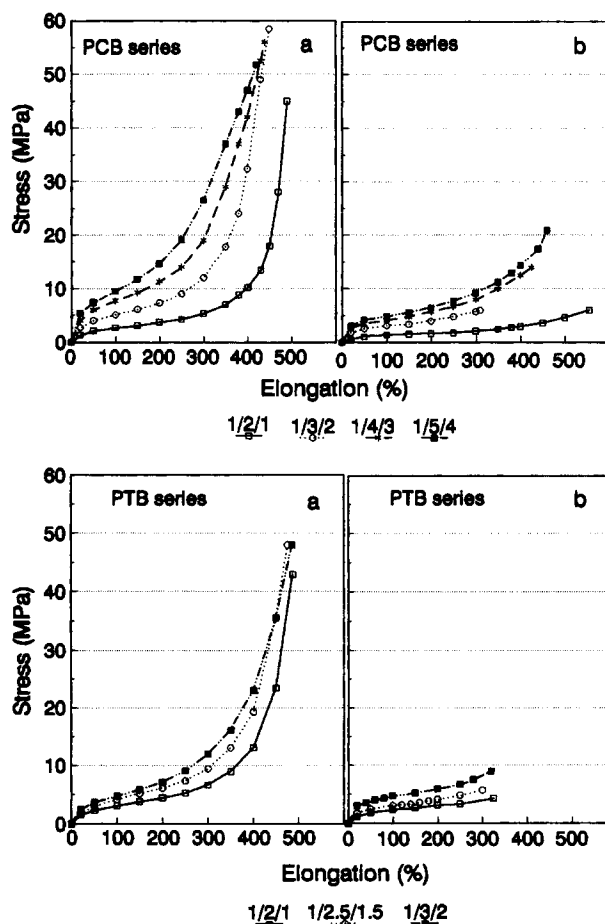 60
PCB series a
PCB series b
50
40
30
20
10
0
Stress (MPa)
0 100 200 300 400 500
0 100 200 300 400 500
Elongation (%)
Elongation (%)
1/2/1 1/3/2 1/4/3 1/5/4
60
PTB series a
PTB series b
50
40
30
20
10
0
Stress (MPa)
0 100 200 300 400 500
0 100 200 300 400 500
Elongation (%)
Elongation (%)
1/2/1 1/2.5/1.5 1/3/2